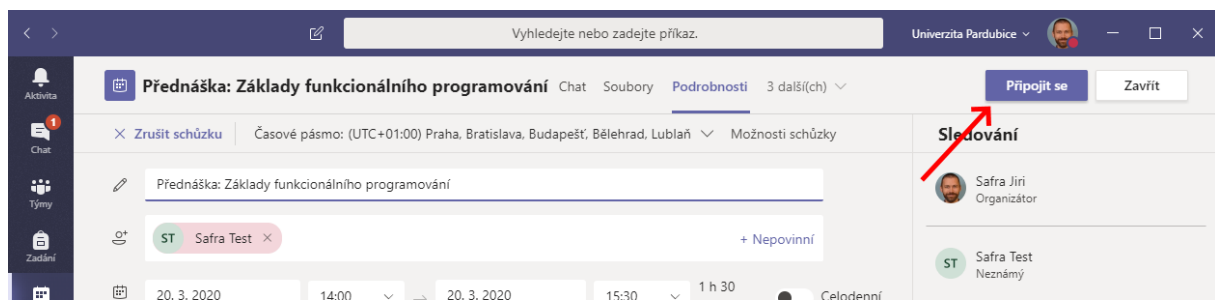 Vyhledejte nebo zadejte příkaz. Univerzita Pardubice
Přednáška: Základy funkcionálního programování Chat Soubory Podrobnosti 3 další(ch) Připojit se Zavřít
Aktivita
Zrušit schůzku Časové pásmo: (UTC+01:00) Praha, Bratislava, Budapešť, Bělehrad, Lublaň Možnosti schůzky Sledování
1
Chat
Přednáška: Základy funkcionálního programování
Safra Jiri
Organizátor
Týmy
ST Safra Test × + Nepovinní
Zadání
ST Safra Test
Neznámý
20. 3. 2020 14:00 → 20. 3. 2020 15:30 1 h 30 Celodenní